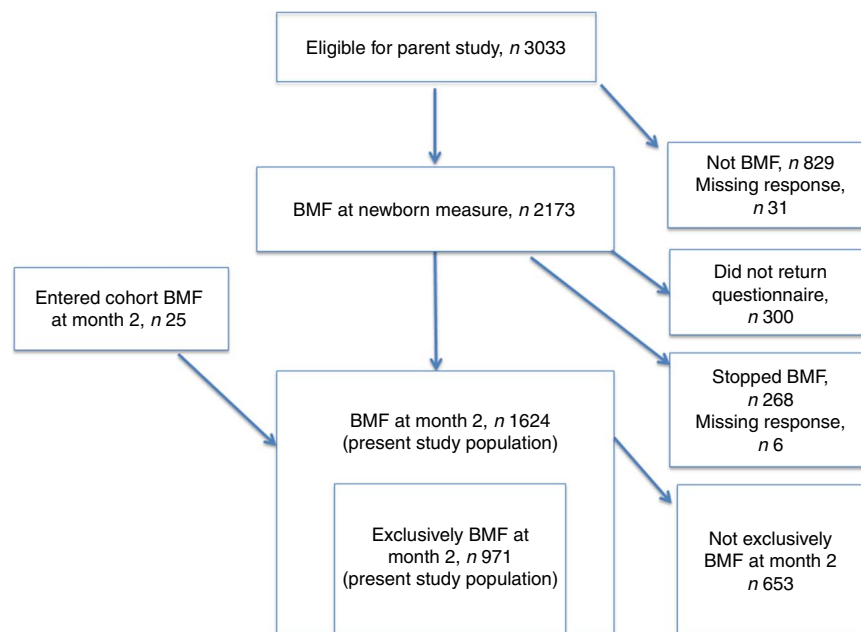 Eligible for parent study, n 3033
Not BMF, n 829
Missing response,
n 31
BMF at newborn measure, n 2173
Did not return
questionnaire,
n 300
Entered cohort BMF
at month 2, n 25
Stopped BMF,
n 268
Missing response,
n 6
BMF at month 2, n 1624
(present study population)
Exclusively BMF at
month 2, n 971
(present study population)
Not exclusively
BMF at month 2
n 653